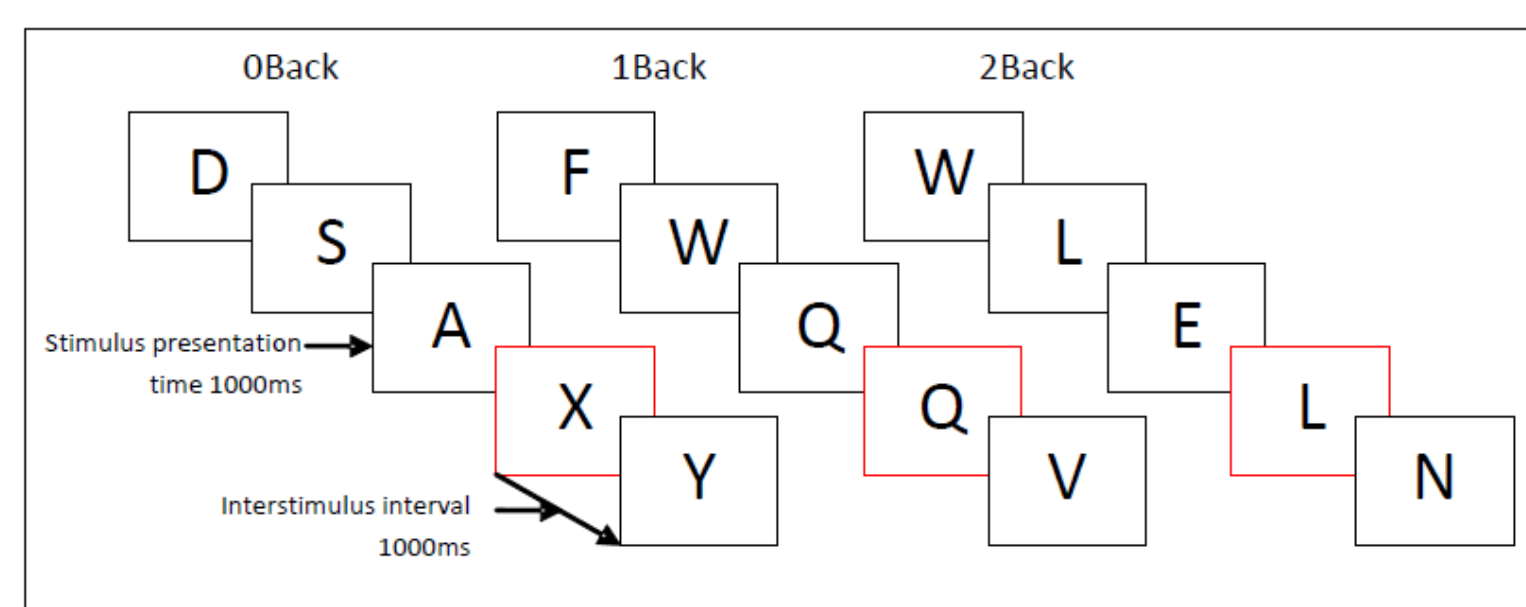 0Back
1Back
2Back
D
S
A
X
Y
F
W
Q
Q
V
W
L
E
L
N
Stimulus presentation
time 1000ms
Interstimulus interval
1000ms